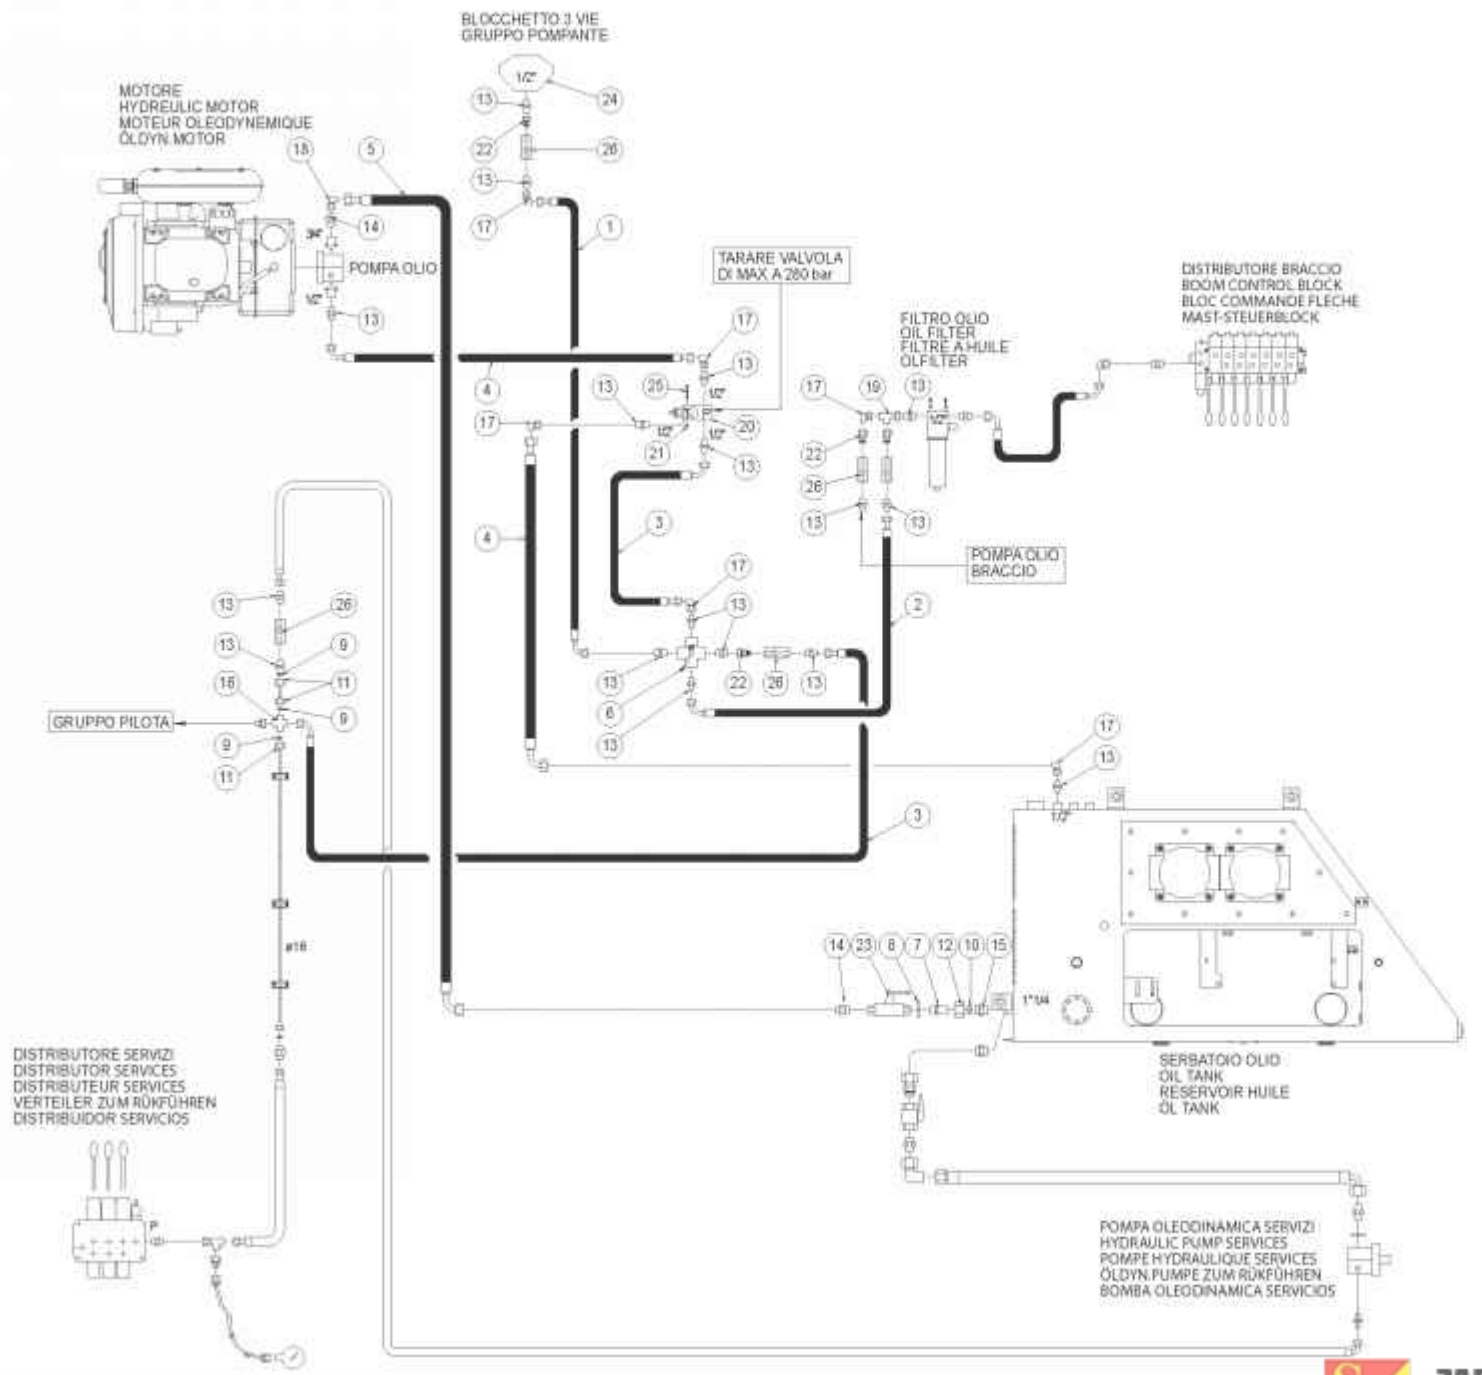 BLOCCHETTO 3 VIE
GRUPPO POMPANTE
1/2"
13
24
22
26
13
17
1
MOTORE
HYDREULIC MOTOR
MOTEUR OLEODYNEMIQUE
ÖLDYN.MOTOR
18
5
14
3/4"
POMPA OLIO
1/2"
13
4
TARARE VALVOLA
DI MAX A 280 bar
17
13
25
1/2"
13
17
1/2"
20
21
1/2"
13
FILTRO OLIO
OIL FILTER
FILTRE A HUILE
OLFILTER
17
19
13
1/2"
22
26
13
13
POMPA OLIO
BRACCIO
DISTRIBUTORE BRACCIO
BOOM CONTROL BLOCK
BLOC COMMANDE FLECHE
MAST-STEUERBLOCK
4
3
17
13
2
13
6
13
22
26
13
13
26
13
9
11
16
9
GRUPPO PILOTA
9
11
3
17
13
1/2"
ø16
14
23
8
7
12
10
15
1"1/4
SERBATOIO OLIO
OIL TANK
RESERVOIR HUILE
ÖL TANK
DISTRIBUTORE SERVIZI
DISTRIBUTOR SERVICES
DISTRIBUTEUR SERVICES
VERTEILER ZUM RÜKFÜHREN
DISTRIBUIDOR SERVICIOS
P
POMPA OLEODINAMICA SERVIZI
HYDRAULIC PUMP SERVICES
POMPE HYDRAULIQUE SERVICES
ÖLDYN.PUMPE ZUM RÜKFÜHREN
BOMBA OLEODINAMICA SERVICIOS